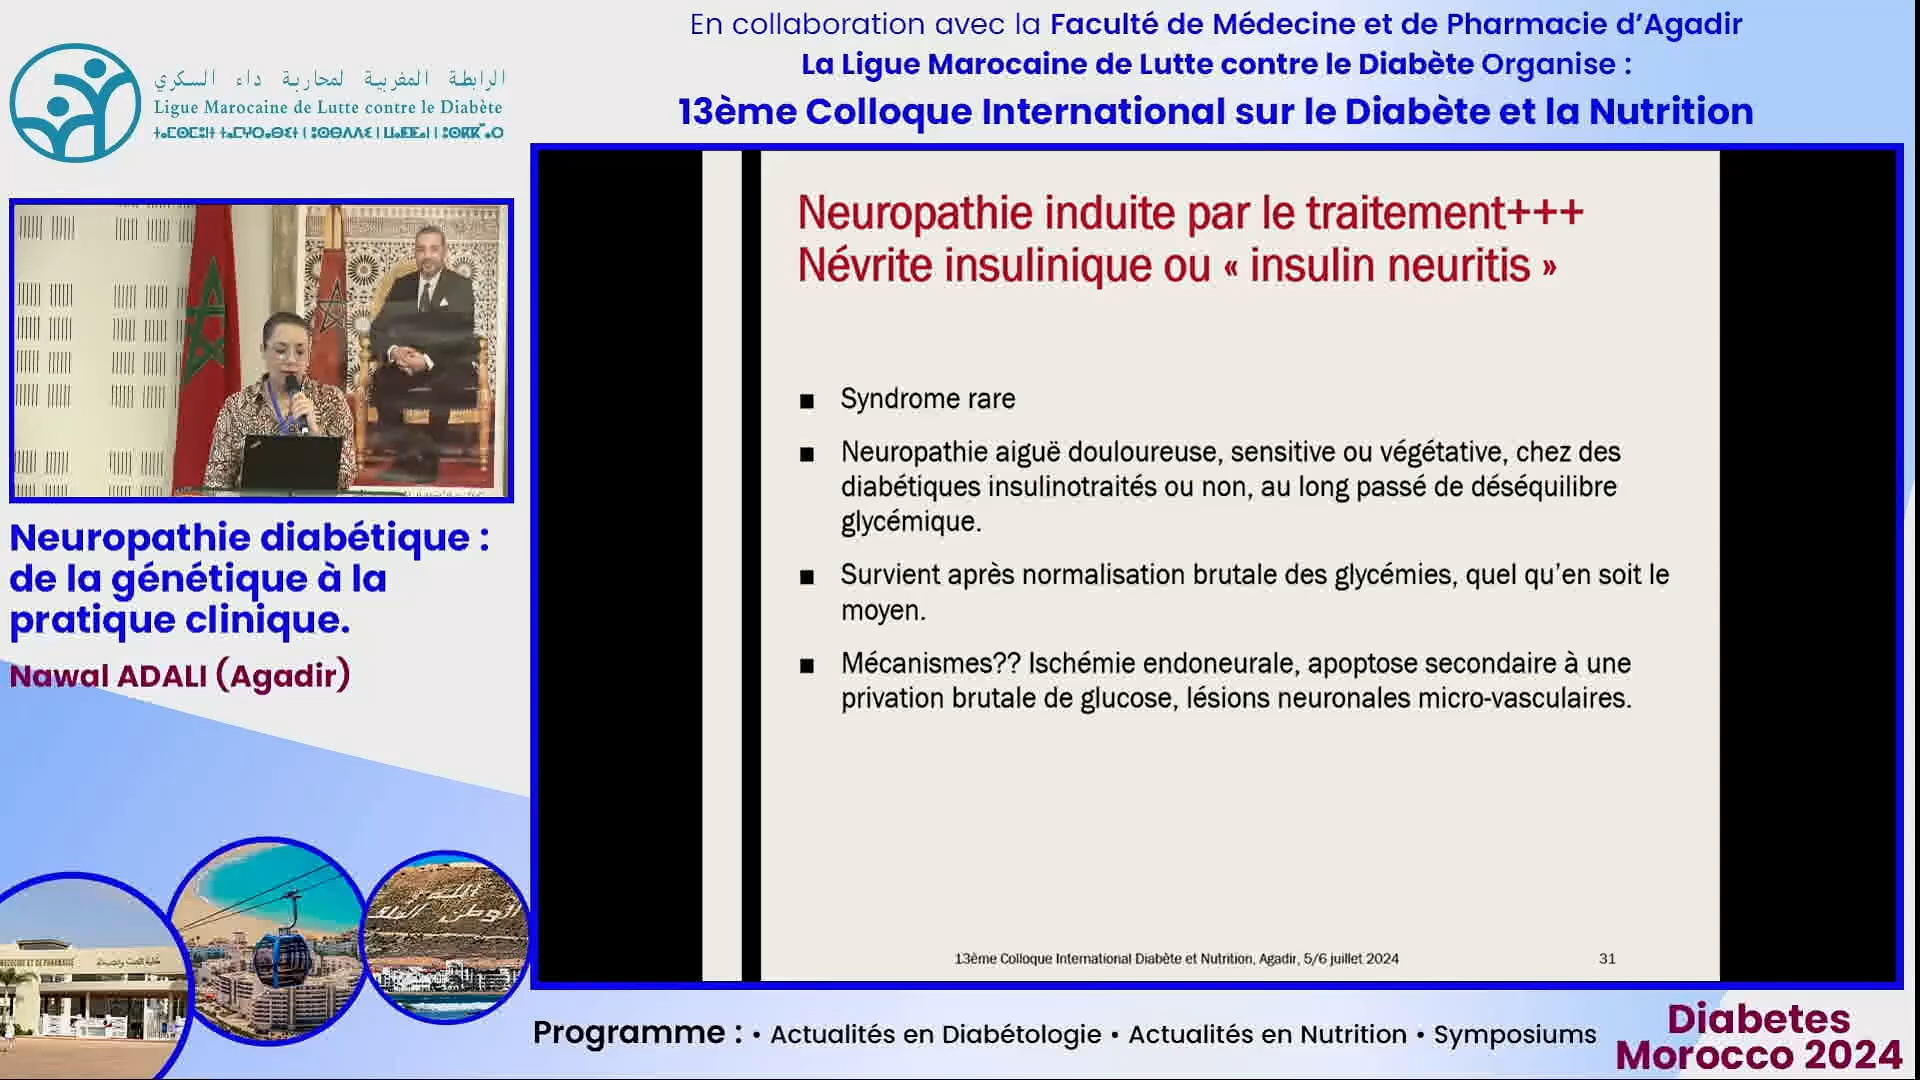 En collaboration avec la Faculté de Médecine et de Pharmacie d’Agadir
La Ligue Marocaine de Lutte contre le Diabète Organise :
13ème Colloque International sur le Diabète et la Nutrition
الرابطة المغربية لمحاربة داء السكري
Ligue Marocaine de Lutte contre le Diabète
Neuropathie induite par le traitement+++
Névrite insulinique ou « insulin neuritis »
■ Syndrome rare
■ Neuropathie aiguë douloureuse, sensitive ou végétative, chez des
diabétiques insulinotraités ou non, au long passé de déséquilibre
glycémique.
■ Survient après normalisation brutale des glycémies, quel qu’en soit le
moyen.
■ Mécanismes?? Ischémie endoneurale, apoptose secondaire à une
privation brutale de glucose, lésions neuronales micro-vasculaires.
13ème Colloque International Diabète et Nutrition, Agadir, 5/6 juillet 2024
31
Neuropathie diabétique :
de la génétique à la
pratique clinique.
Nawal ADALI (Agadir)
الله
الوطن الملك
Programme : • Actualités en Diabétologie • Actualités en Nutrition • Symposiums
Diabetes
Morocco 2024